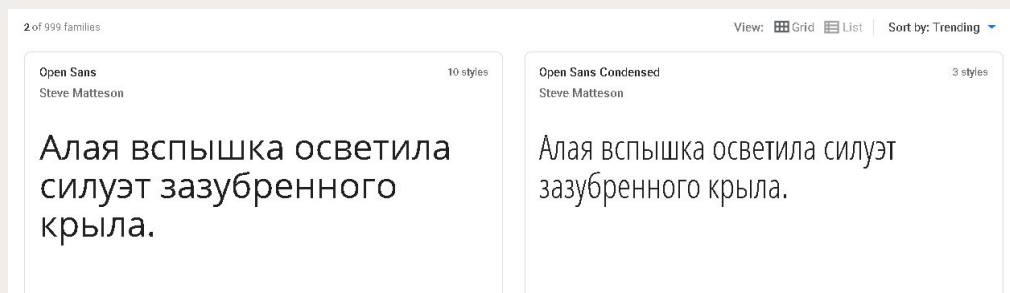 2 of 999 families
View: Grid List Sort by: Trending
Open Sans
10 styles
Steve Matteson
Алая вспышка осветила
силуэт зазубренного
крыла.
Open Sans Condensed
3 styles
Steve Matteson
Алая вспышка осветила силуэт
зазубренного крыла.